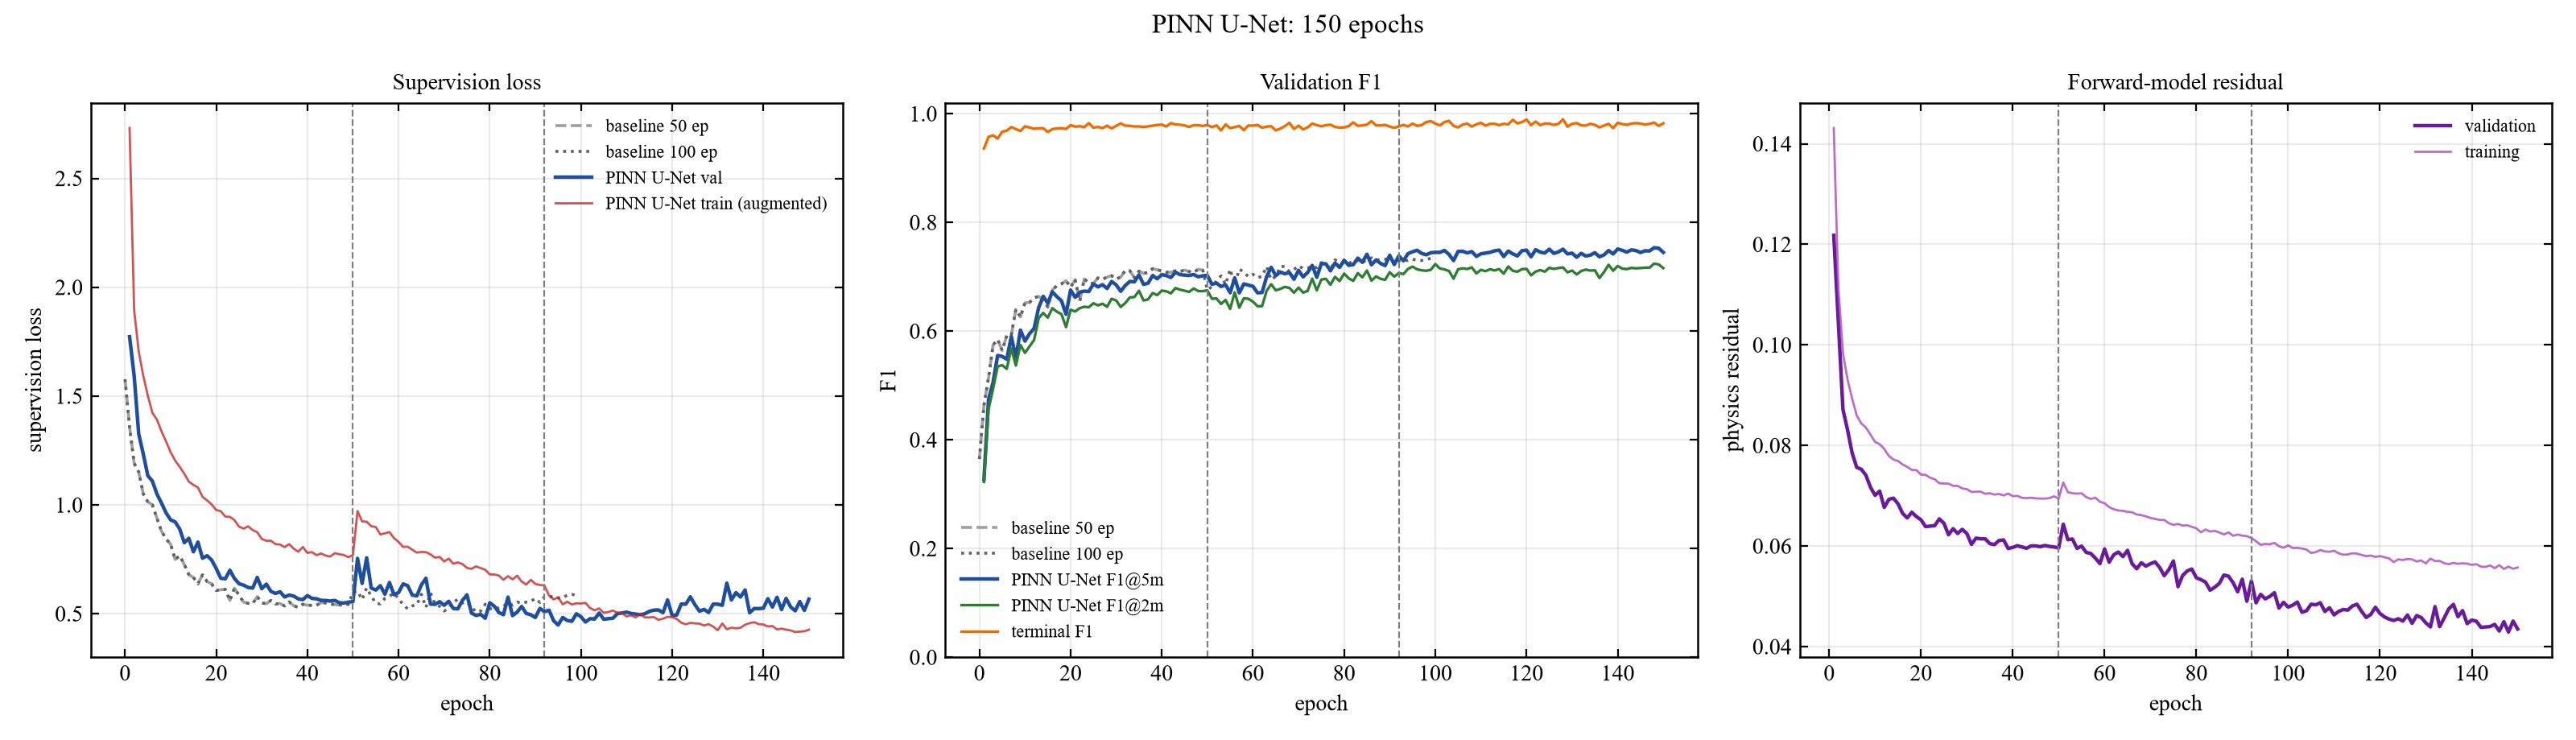 PINN U-Net: 150 epochs
Supervision loss
supervision loss
2.5
2.0
1.5
1.0
0.5
0 20 40 60 80 100 120 140
epoch
baseline 50 ep
baseline 100 ep
PINN U-Net val
PINN U-Net train (augmented)
Validation F1
F1
1.0
0.8
0.6
0.4
0.2
0.0
0 20 40 60 80 100 120 140
epoch
baseline 50 ep
baseline 100 ep
PINN U-Net F1@5m
PINN U-Net F1@2m
terminal F1
Forward-model residual
physics residual
0.14
0.12
0.10
0.08
0.06
0.04
0 20 40 60 80 100 120 140
epoch
validation
training